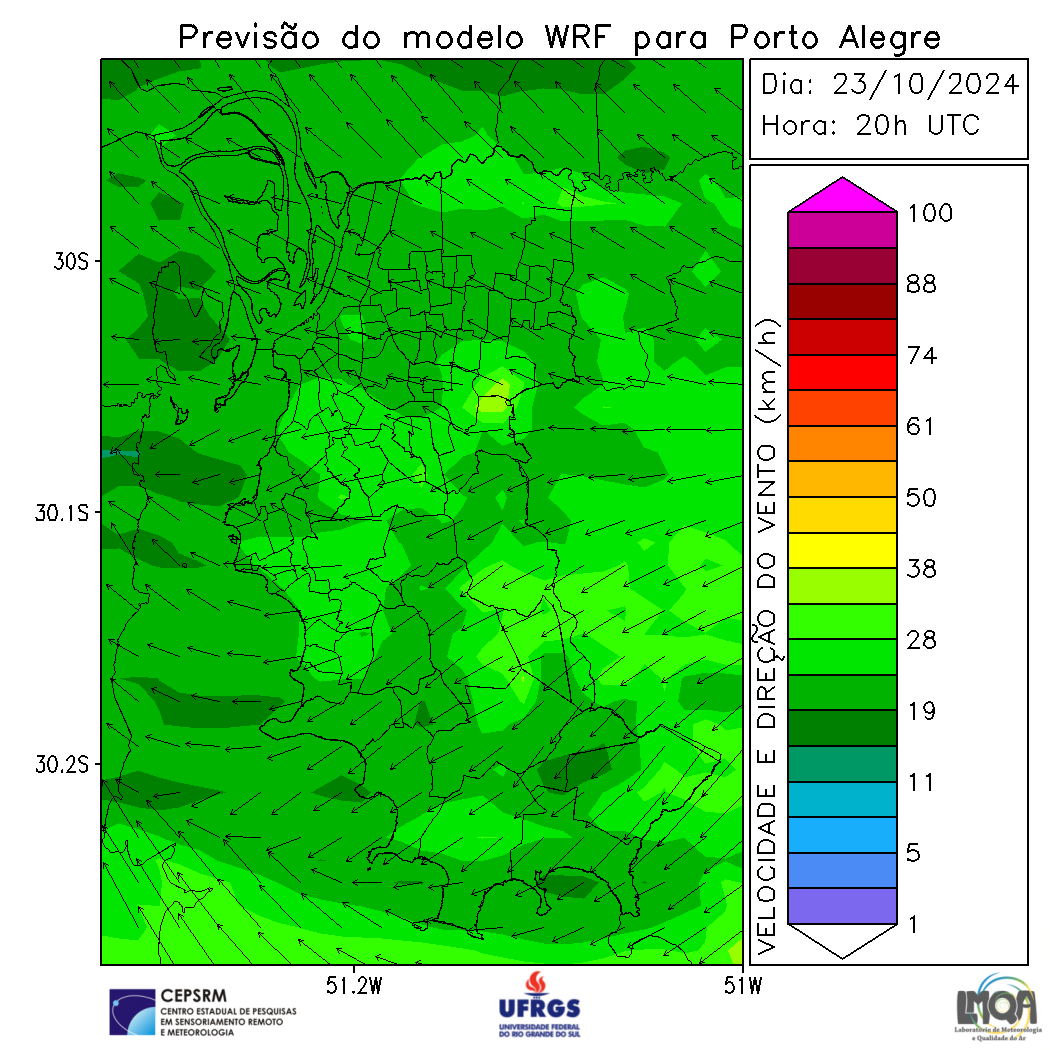 Previsão do modelo WRF para Porto Alegre
Dia: 23/10/2024
Hora: 20h UTC
30S
30.1S
30.2S
51.2W
51W
VELOCIDADE E DIREÇÃO DO VENTO (km/h)
100
88
74
61
50
38
28
19
11
5
1
CEPSRM
CENTRO ESTADUAL DE PESQUISAS
EM SENSORIAMENTO REMOTO
E METEOROLOGIA
UFRGS
UNIVERSIDADE FEDERAL
DO RIO GRANDE DO SUL
LMQA
Laboratório de Meteorologia
e Qualidade do Ar